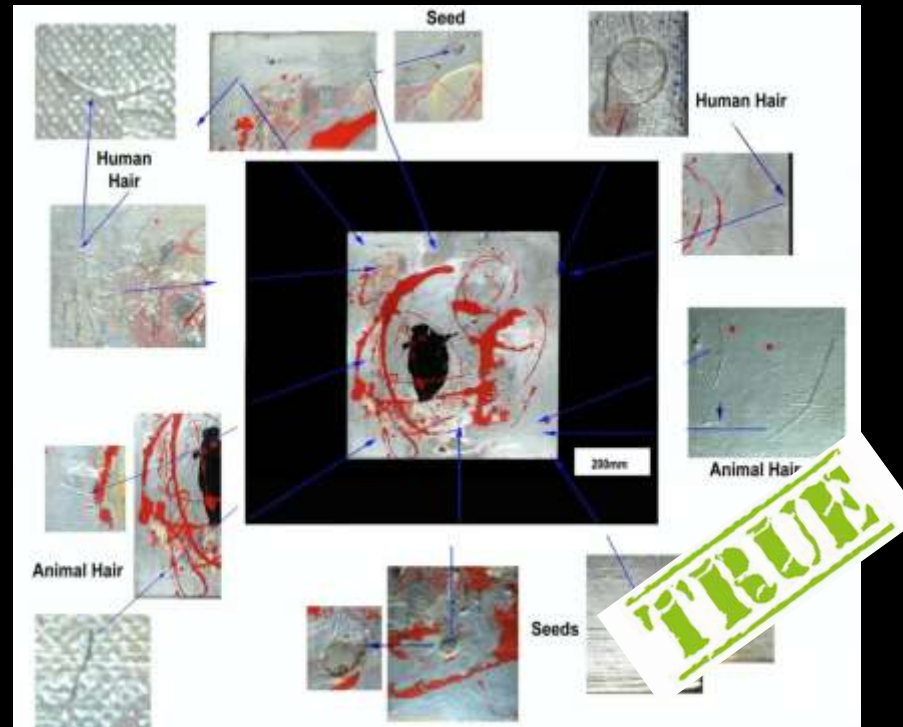 Seed
Human Hair
Human
Hair
200mm
Animal Hair
TRUE
Animal Hair
Seeds